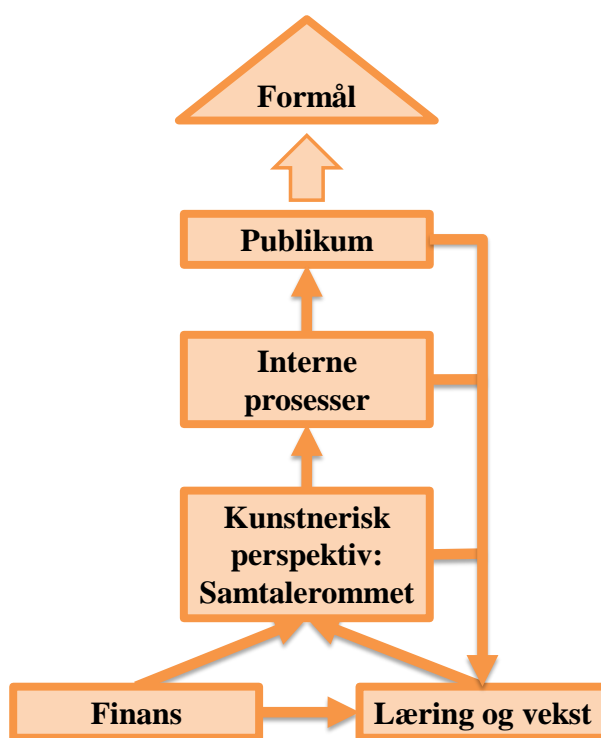 Formål
Publikum
Interne
prosesser
Kunstnerisk
perspektiv:
Samtalerommet
Finans
Læring og vekst